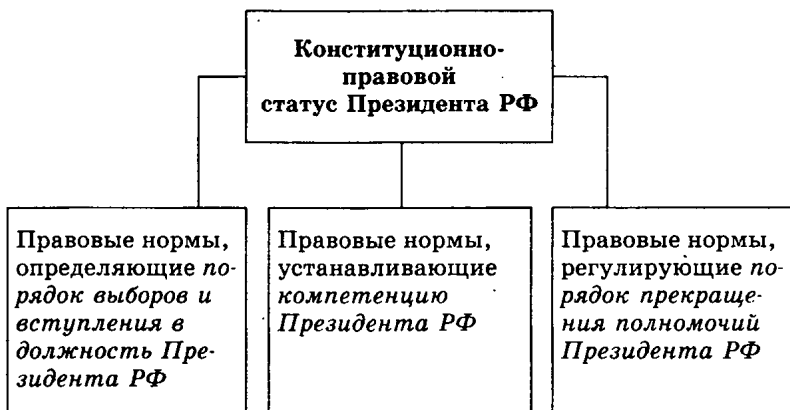 Конституционно-
правовой
статус Президента РФ
Правовые нормы,
определяющие по-
рядок выборов и
вступления в
должность Пре-
зидента РФ
Правовые нормы,
устанавливающие
компетенцию
Президента РФ
Правовые нормы,
регулирующие по-
рядок прекраще-
ния полномочий
Президента РФ